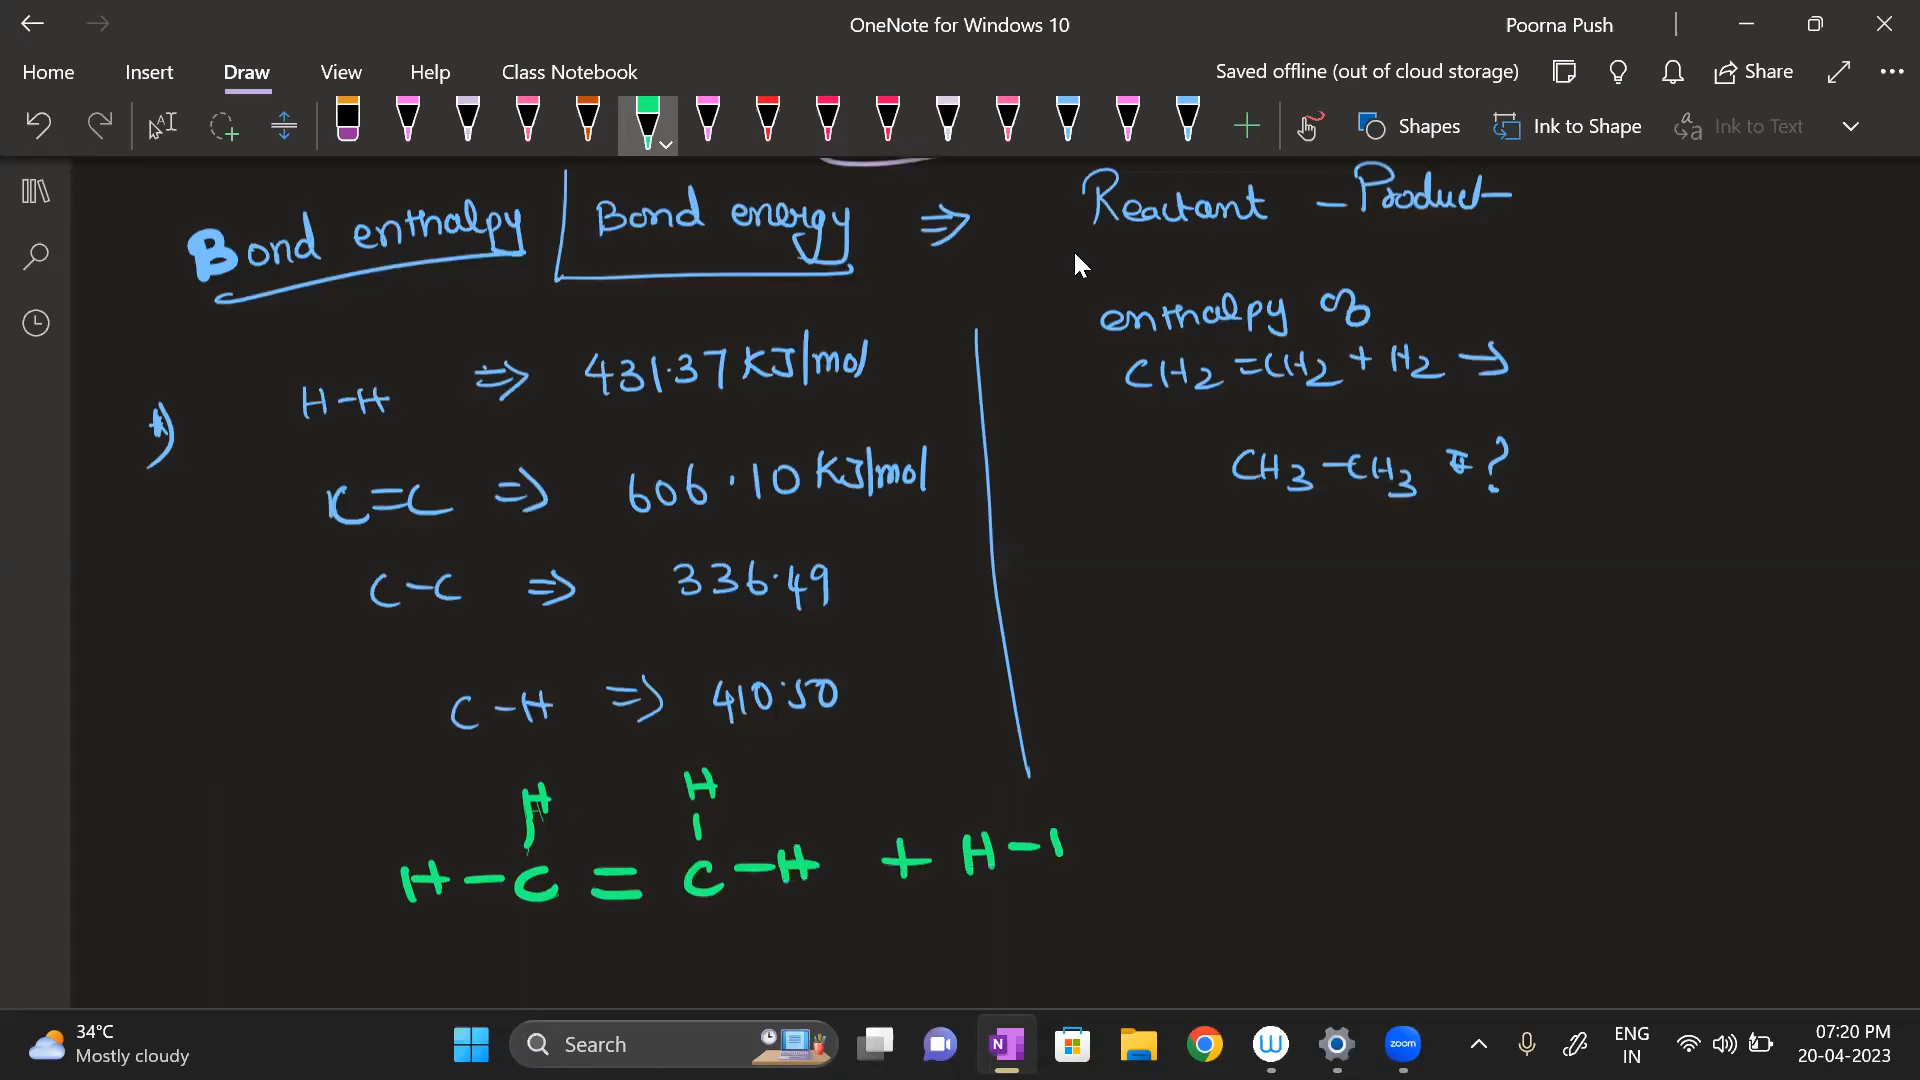 OneNote for Windows 10
Poorna Push
Home Insert Draw View Help Class Notebook
Saved offline (out of cloud storage) Share
Shapes Ink to Shape Ink to Text
Bond enthalpy | Bond energy ⇒ Reactant - Product
H-H ⇒ 431.37 KJ/mol
C=C ⇒ 606.10 KJ/mol
C-C ⇒ 336.49
C-H ⇒ 410.50
enthalpy of
CH2=CH2 + H2 →
CH3-CH3 ?
H H
H-C=C-H + H-
34°C
Mostly cloudy
Search
zoom
ENG
IN
07:20 PM
20-04-2023